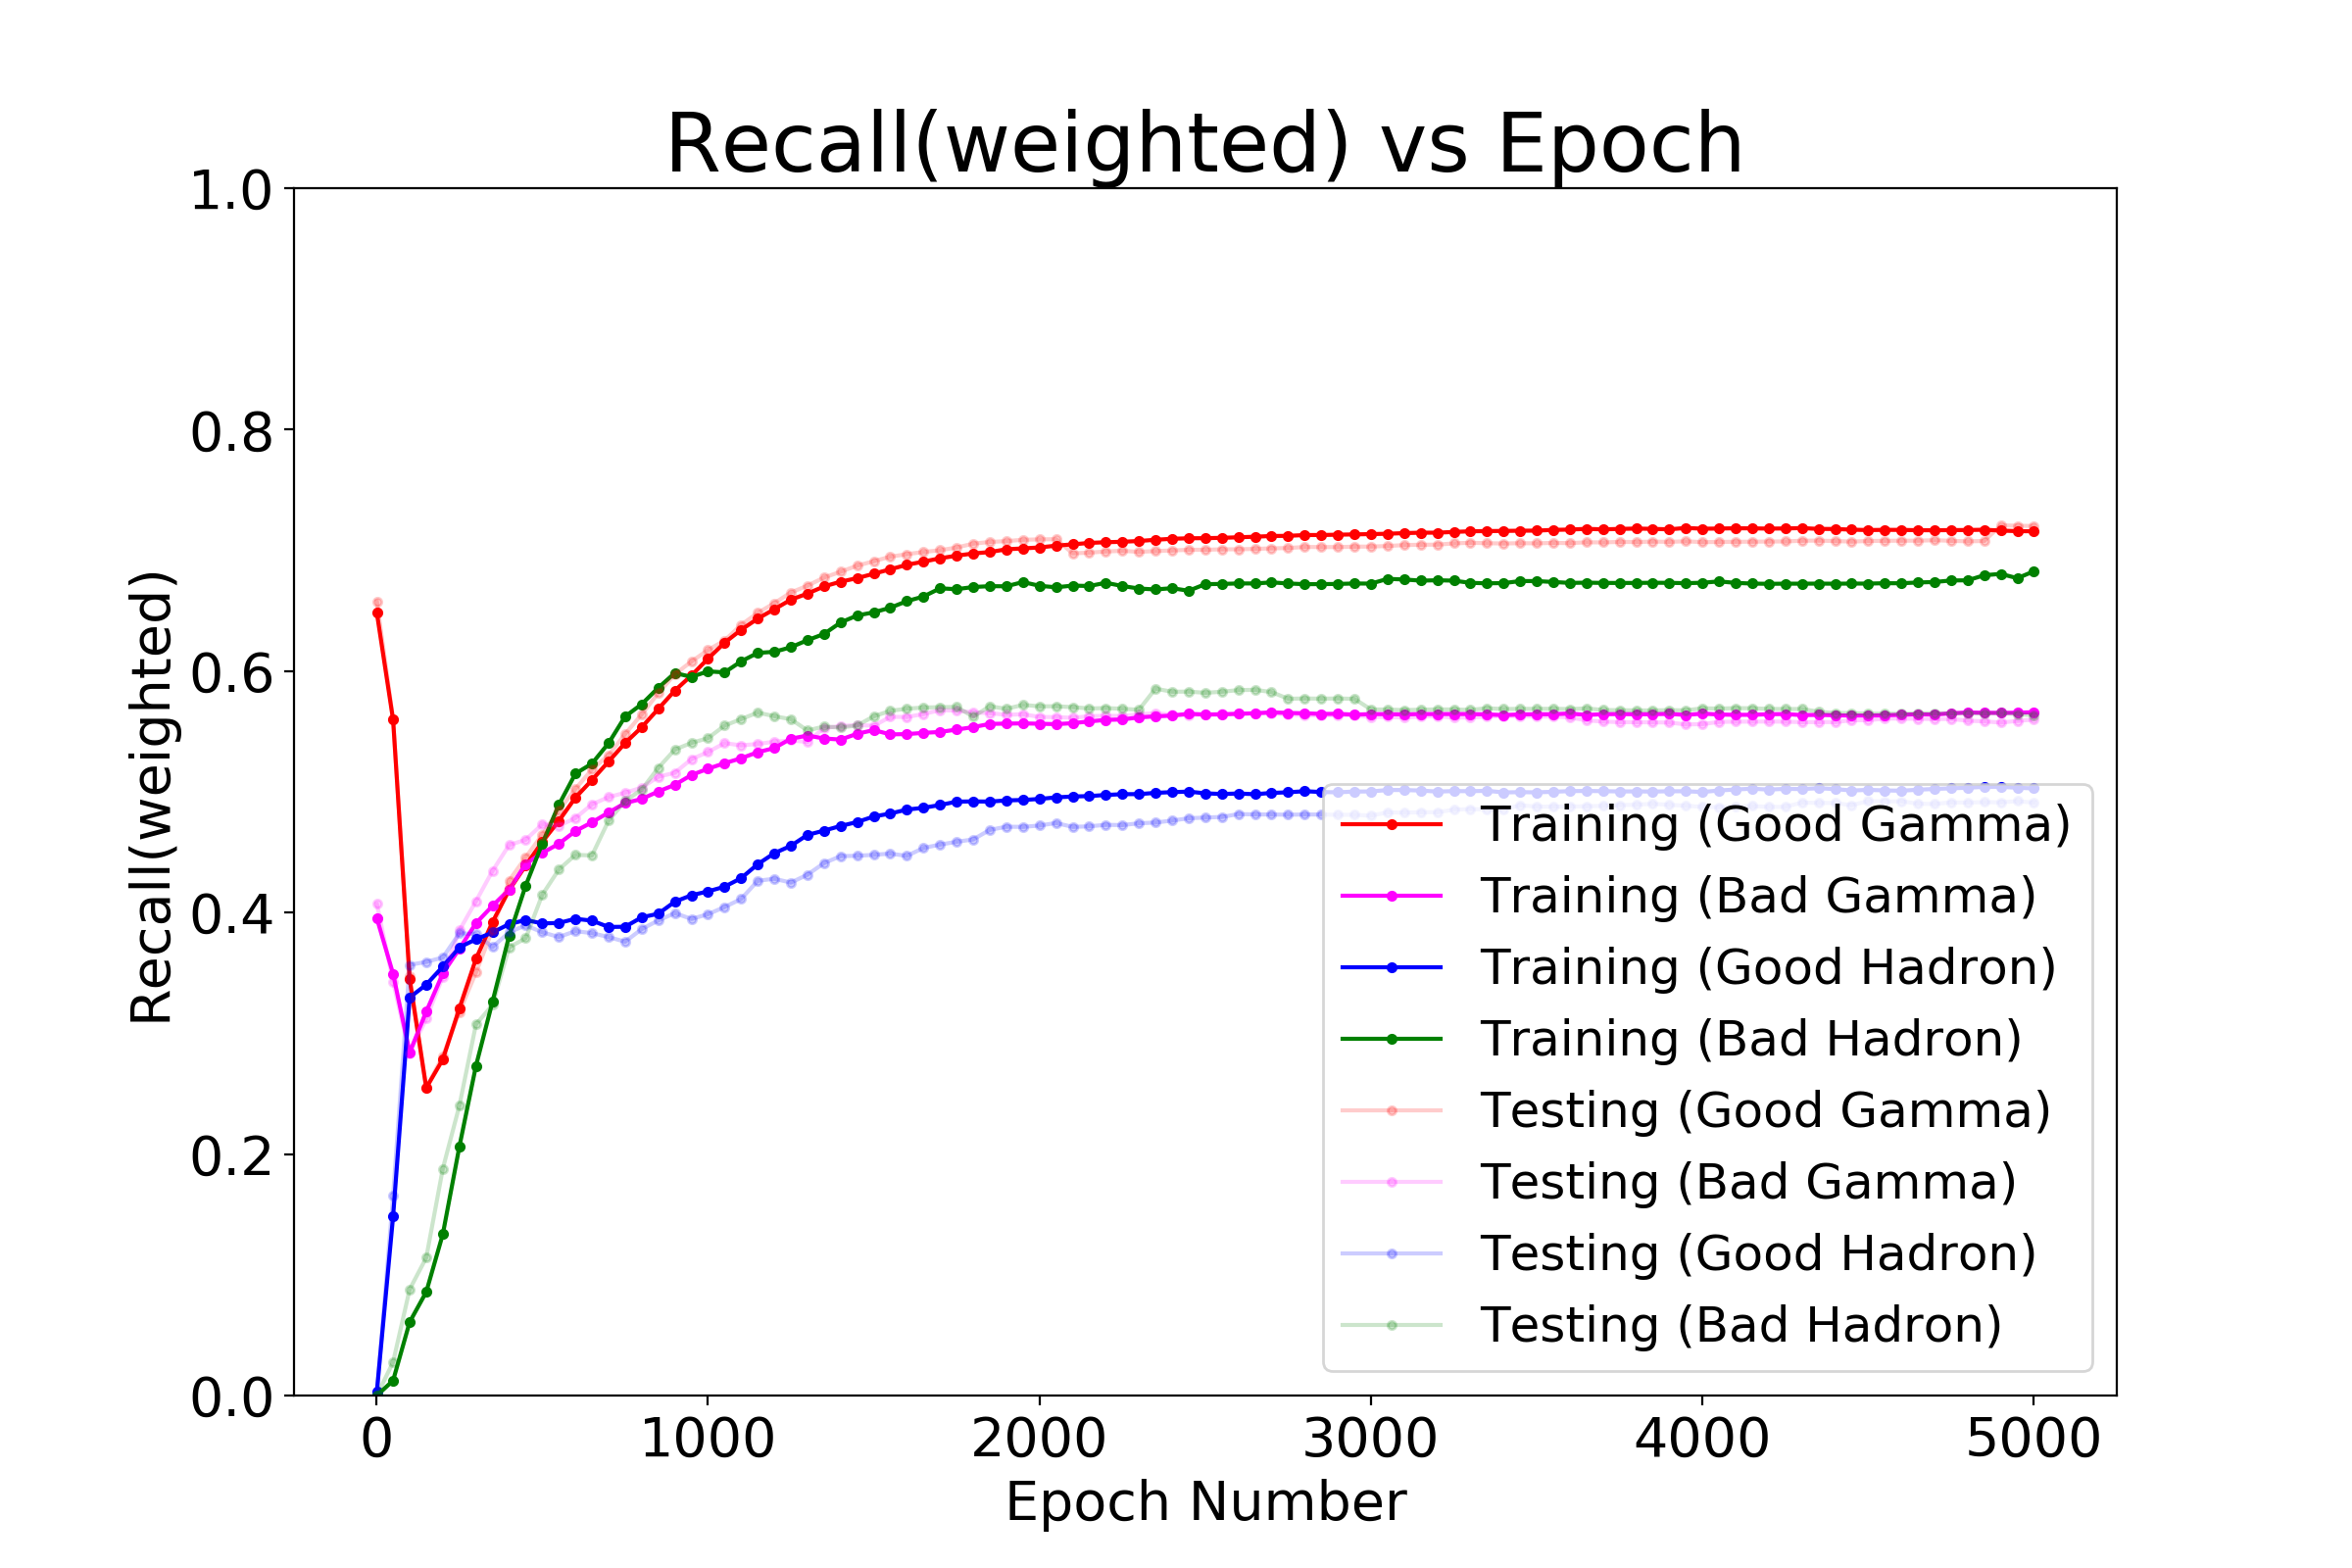 Recall(weighted) vs Epoch
Recall(weighted)
1.0
0.8
0.6
0.4
0.2
0.0
0 1000 2000 3000 4000 5000
Epoch Number
Training (Good Gamma)
Training (Bad Gamma)
Training (Good Hadron)
Training (Bad Hadron)
Testing (Good Gamma)
Testing (Bad Gamma)
Testing (Good Hadron)
Testing (Bad Hadron)